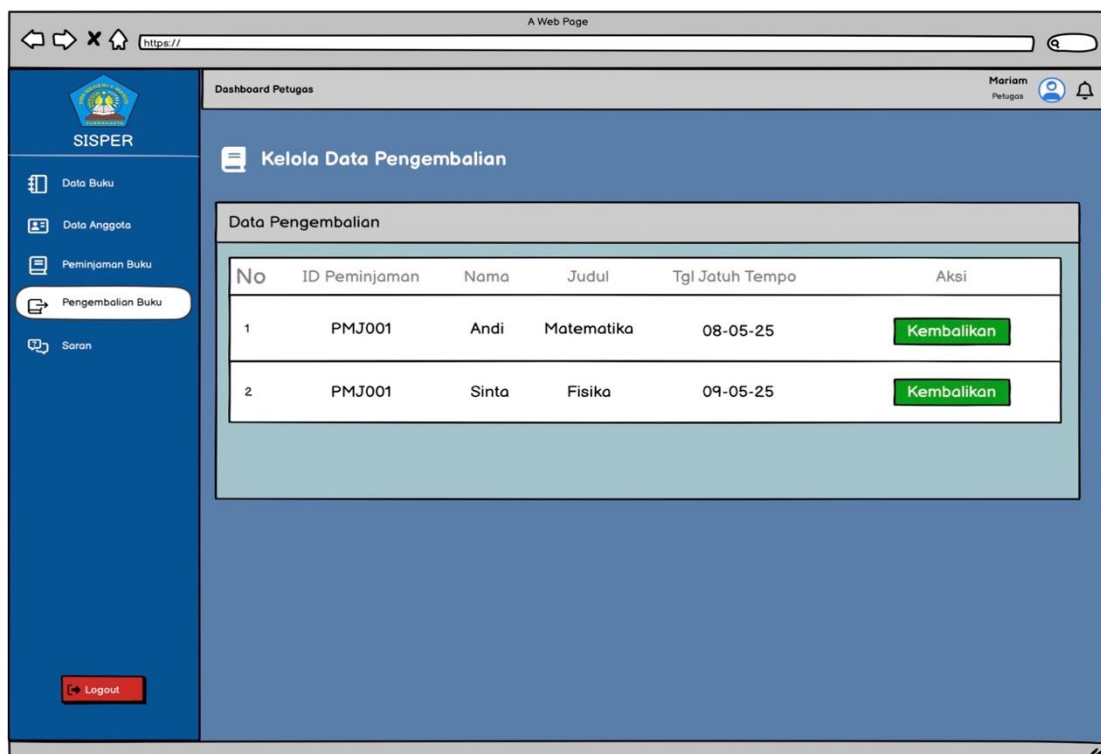 A Web Page
https://
SISPER
Dashboard Petugas
Mariam
Petugas
Data Buku
Data Anggota
Peminjaman Buku
Pengembalian Buku
Saran
Logout
Kelola Data Pengembalian
Data Pengembalian
No ID Peminjaman Nama Judul Tgl Jatuh Tempo Aksi
1 PMJ001 Andi Matematika 08-05-25 Kembalikan
2 PMJ001 Sinta Fisika 09-05-25 Kembalikan